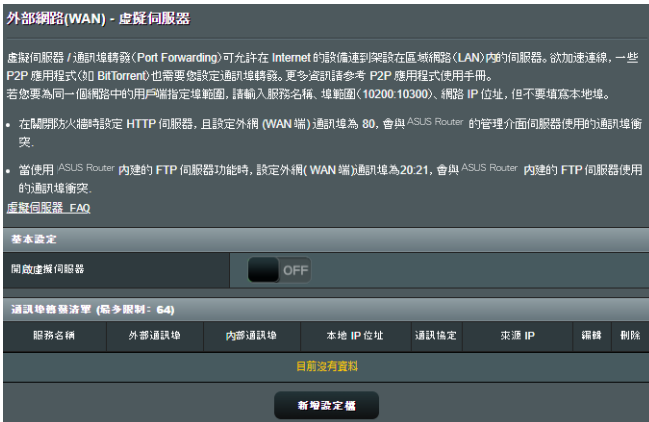 外部網路(WAN) - 虛擬伺服器
虛擬伺服器 / 通訊埠轉發(Port Forwarding)可允許在 Internet 的設備連到架設在區域網路(LAN)內的伺服器。欲加速連線，一些
P2P 應用程式(如 BitTorrent)也需要您設定通訊埠轉發。更多資訊請參考 P2P 應用程式使用手冊。
若您要為同一個網路中的用戶端指定埠範圍，請輸入服務名稱、埠範圍(10200:10300)、網路 IP 位址，但不要填寫本地埠。
• 在關閉防火牆時設定 HTTP 伺服器，且設定外網 (WAN 端) 通訊埠為 80，會與 ASUS Router 的管理介面伺服器使用的通訊埠衝
突.
• 當使用 ASUS Router 內建的 FTP 伺服器功能時，設定外網( WAN 端)通訊埠為20:21，會與 ASUS Router 內建的 FTP 伺服器使用
的通訊埠衝突.
虛擬伺服器 FAQ
基本設定
開啟虛擬伺服器 OFF
通訊埠轉發清單 (最多限制: 64)
服務名稱 外部通訊埠 內部通訊埠 本地 IP 位址 通訊協定 來源 IP 編輯 刪除
目前沒有資料
新增設定檔